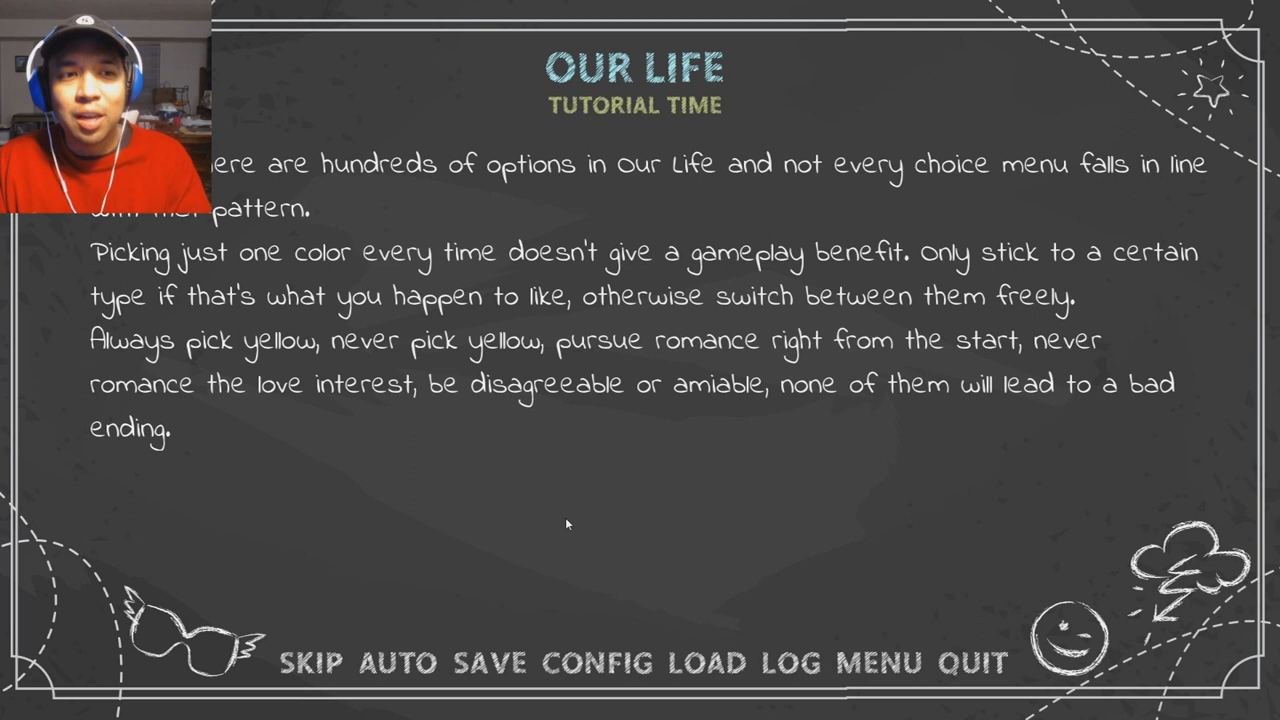 OUR LIFE
TUTORIAL TIME
are hundreds of options in Our Life and not every choice menu falls in line
pattern.
Picking just one color every time doesn't give a gameplay benefit. Only stick to a certain
type if that's what you happen to like, otherwise switch between them freely.
Always pick yellow, never pick yellow, pursue romance right from the start, never
romance the love interest, be disagreeable or amiable, none of them will lead to a bad
ending.
SKIP AUTO SAVE CONFIG LOAD LOG MENU QUIT